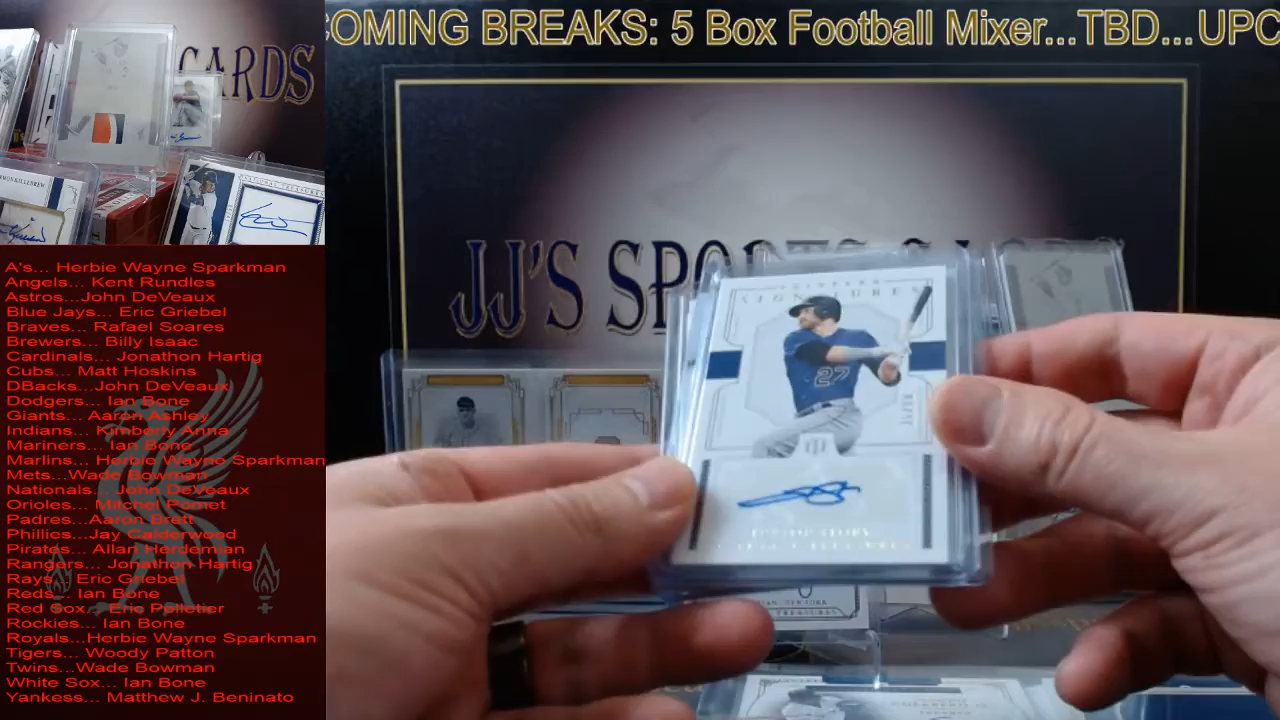 COMING BREAKS: 5 Box Football Mixer...TBD...UPC
CARDS
JJ'S SPORTS CARDS
SIGNATURES
27
A's... Herbie Wayne Sparkman
Angels... Kent Rundles
Astros...John DeVeaux
Blue Jays... Eric Griebel
Braves... Rafael Soares
Brewers... Billy Isaac
Cardinals... Jonathon Hartig
Cubs... Matt Hoskins
DBacks...John DeVeaux
Dodgers... Ian Bone
Giants... Aaron Ashley
Indians... Kimberly Anna
Mariners... Ian Bone
Marlins... Herbie Wayne Sparkman
Mets...Wade Bowman
Nationals... John DeVeaux
Orioles... Mitchel Pomet
Padres...Aaron Brett
Phillies...Jay Calderwood
Pirates... Allan Herdemian
Rangers... Jonathon Hartig
Rays... Eric Griebel
Reds... Ian Bone
Red Sox... Eric Pelletier
Rockies... Ian Bone
Royals...Herbie Wayne Sparkman
Tigers... Woody Patton
Twins...Wade Bowman
White Sox... Ian Bone
Yankess... Matthew J. Beninato